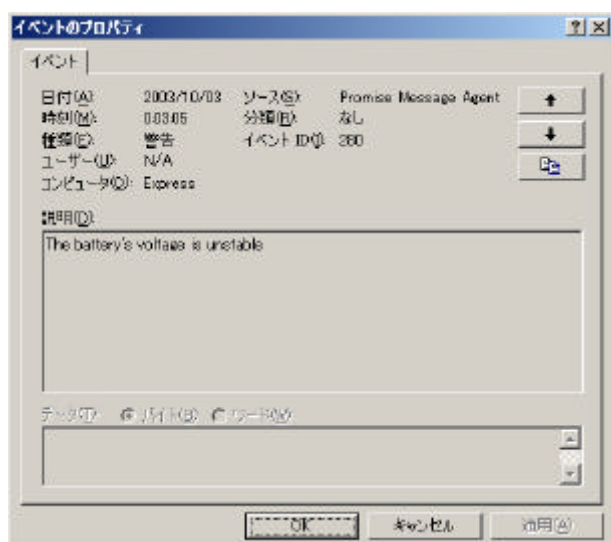 イベントのプロパティ
イベント
日付(A): 2003/10/03 ソース(S): Promise Message Agent
時刻(M): 0:03:05 分類(R): なし
種類(E): 警告 イベント ID(I): 280
ユーザー(U): N/A
コンピュータ(O): Express
説明(D):
The battery's voltage is unstable
データ(T): バイト(B) ワード(W)
OK キャンセル 適用(A)